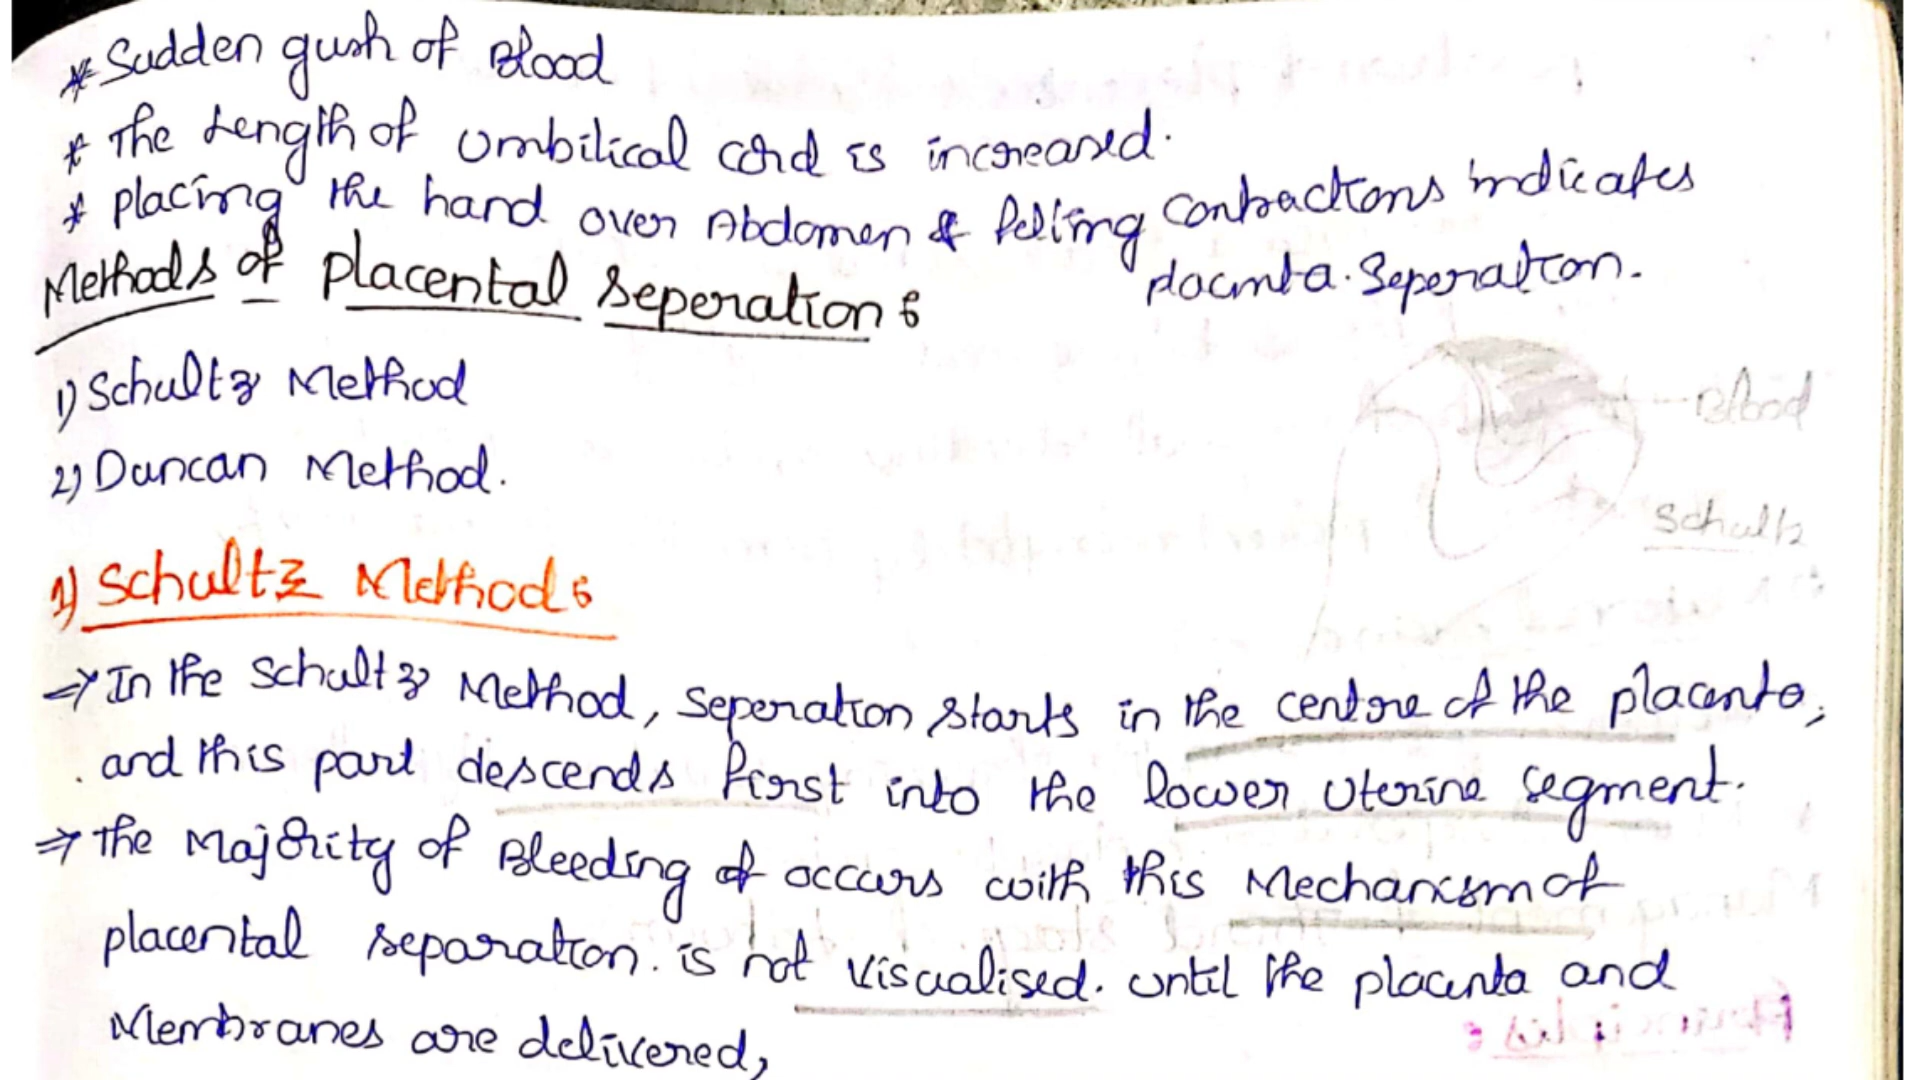 * Sudden gush of Blood
* The Length of umbilical cord is increased.
* placing the hand over Abdomen & felling contractions indicates
placenta. Seperation.
Methods of placental seperation :
1) Schultz Method
2) Duncan Method.
Blood
Schultz
1) Schultz Method :
⇒ In the Schultz Method, seperation starts in the centre of the placenta,
. and this part descends first into the lower uterine segment.
⇒ The Majority of Bleeding of occurs with this Mechanism of
placental separation. is not visualised. until the placenta and
Membranes are delivered,